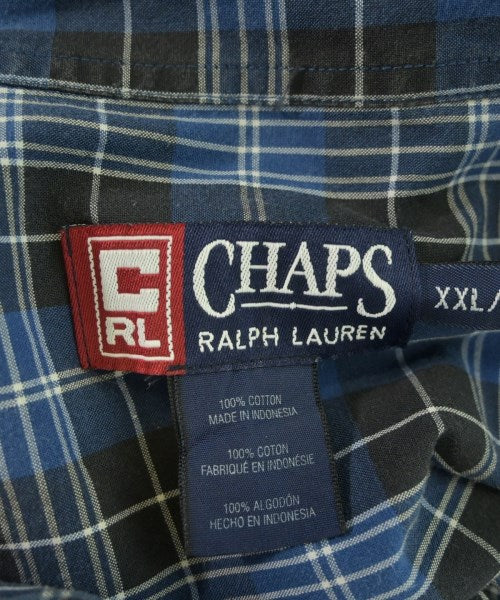 C
RL
CHAPS
RALPH LAUREN
XXL/
100% COTTON
MADE IN INDONESIA
100% COTON
FABRIQUÉ EN INDONÉSIE
100% ALGODÓN
HECHO EN INDONESIA